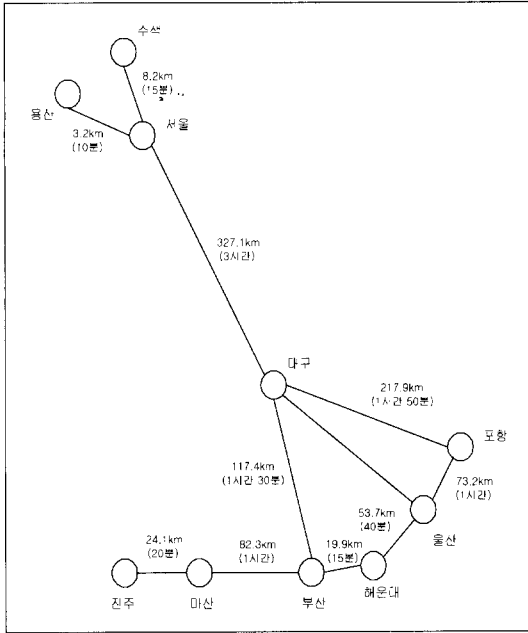 수색
8.2km
(15분)
용산
서울
3.2km
(10분)
327.1km
(3시간)
대구
217.9km
(1시간 50분)
포항
117.4km
(1시간 30분)
73.2km
(1시간)
53.7km
(40분)
울산
24.1km
(20분)
82.3km
(1시간)
19.9km
(15분)
해운대
진주
마산
부산